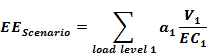 EE_Scenario = ∑_{load level 1} a_1 V_1/EC_1